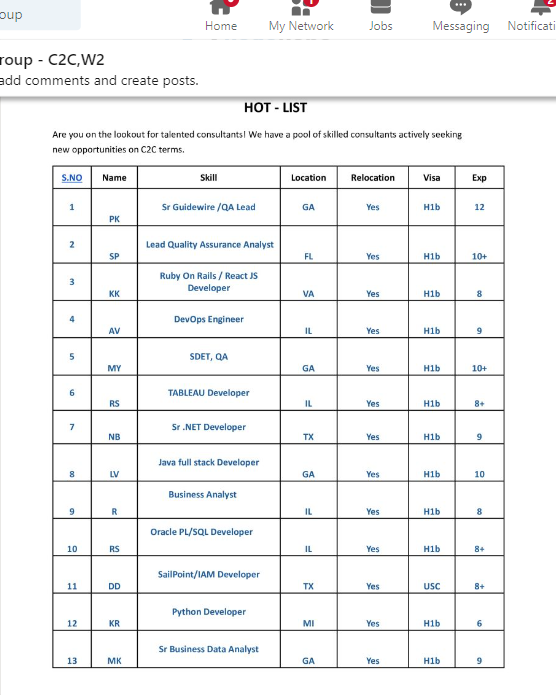 oup
Home
My Network
Jobs
Messaging
Notificati
roup - C2C,W2
add comments and create posts.
HOT - LIST
Are you on the lookout for talented consultants! We have a pool of skilled consultants actively seeking
new opportunities on C2C terms.
S.NO Name Skill Location Relocation Visa Exp
1 PK Sr Guidewire /QA Lead GA Yes H1b 12
2 SP Lead Quality Assurance Analyst FL Yes H1b 10+
3 KK Ruby On Rails / React JS
Developer VA Yes H1b 8
4 AV DevOps Engineer IL Yes H1b 9
5 MY SDET, QA GA Yes H1b 10+
6 RS TABLEAU Developer IL Yes H1b 8+
7 NB Sr .NET Developer TX Yes H1b 9
8 LV Java full stack Developer GA Yes H1b 10
9 R Business Analyst IL Yes H1b 8
10 RS Oracle PL/SQL Developer IL Yes H1b 8+
11 DD SailPoint/IAM Developer TX Yes USC 8+
12 KR Python Developer MI Yes H1b 6
13 MK Sr Business Data Analyst GA Yes H1b 9